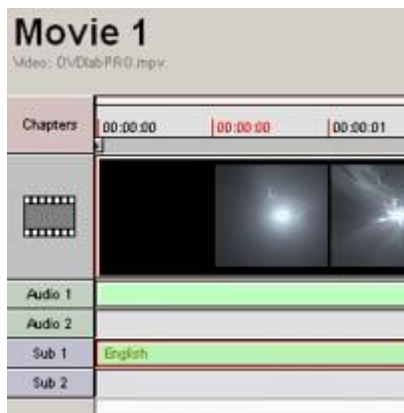 Movie 1
Video: DVDlabPRO.mpv
Chapters 00:00:00 00:00:00 00:00:01
Audio 1
Audio 2
Sub 1 English
Sub 2